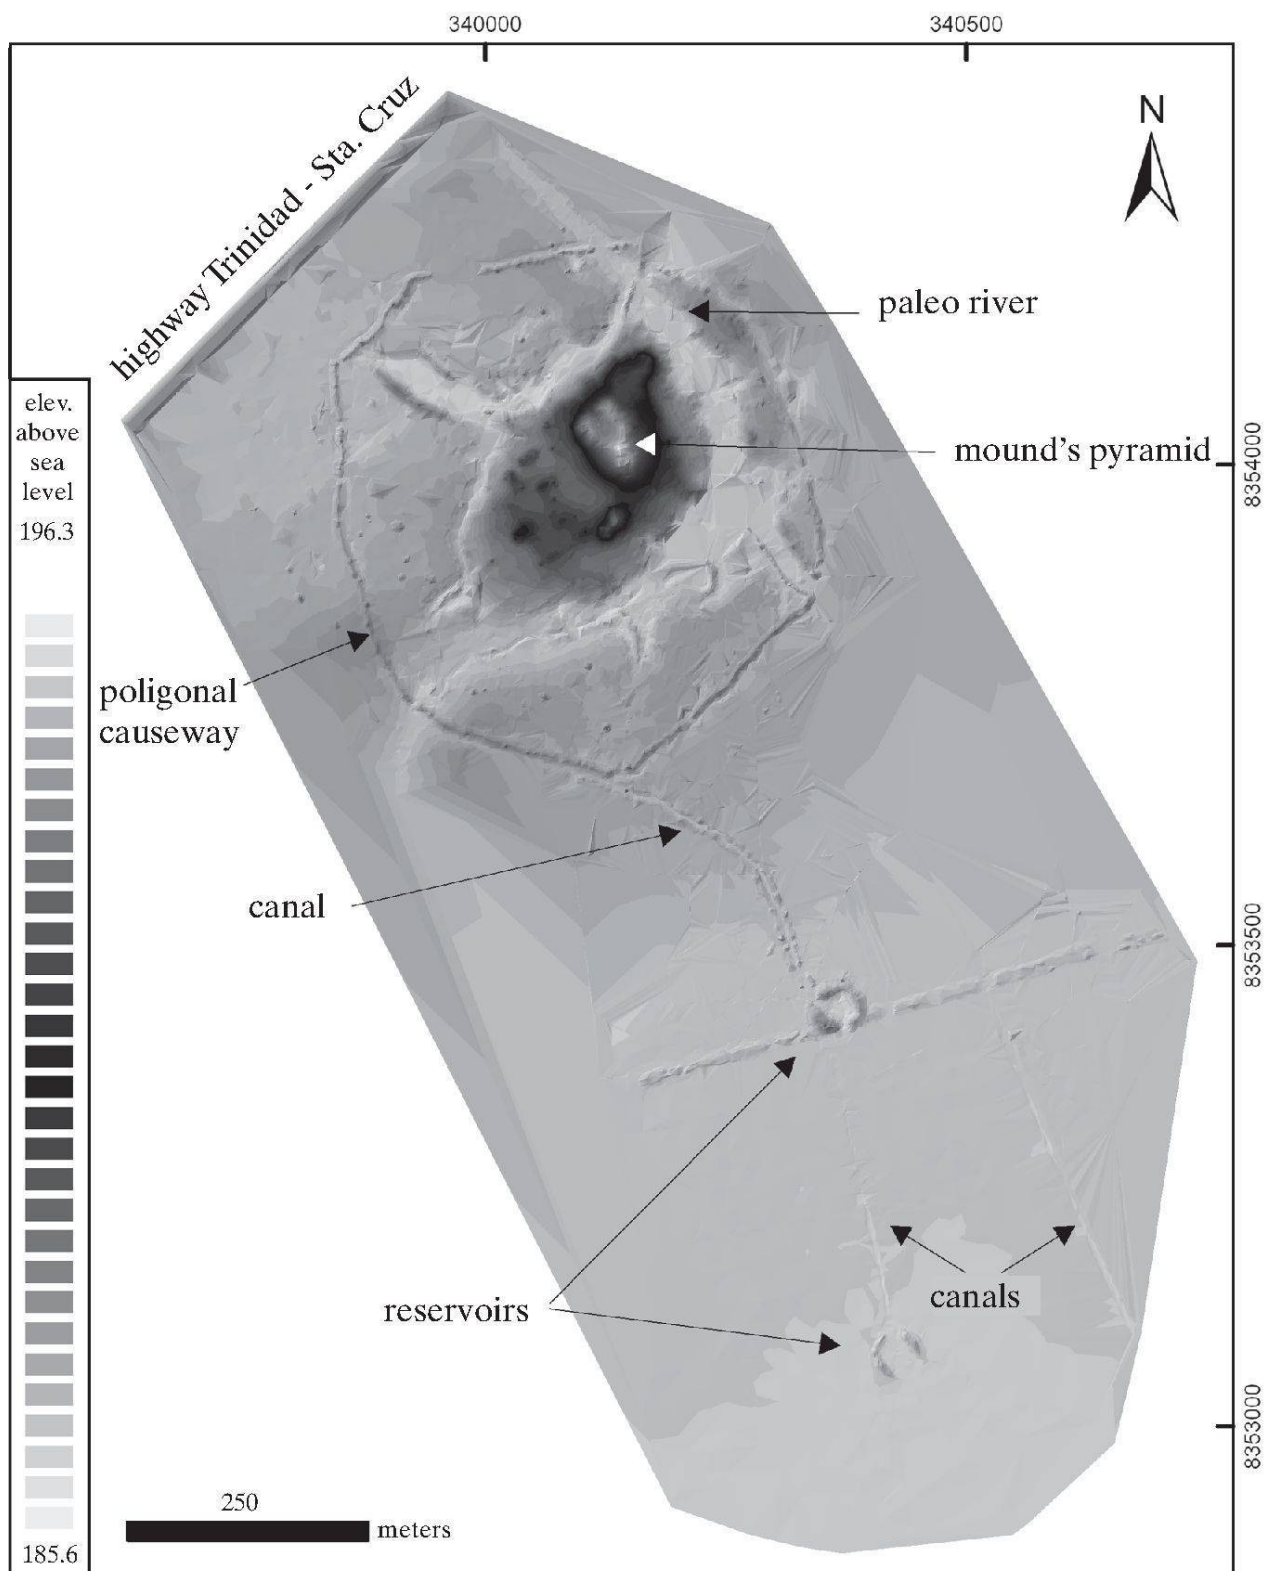 340000
340500
N
highway Trinidad - Sta. Cruz
paleo river
elev.
above
sea
level
196.3
mound's pyramid
8354000
poligonal
causeway
canal
8353500
reservoirs
canals
8353000
250
meters
185.6